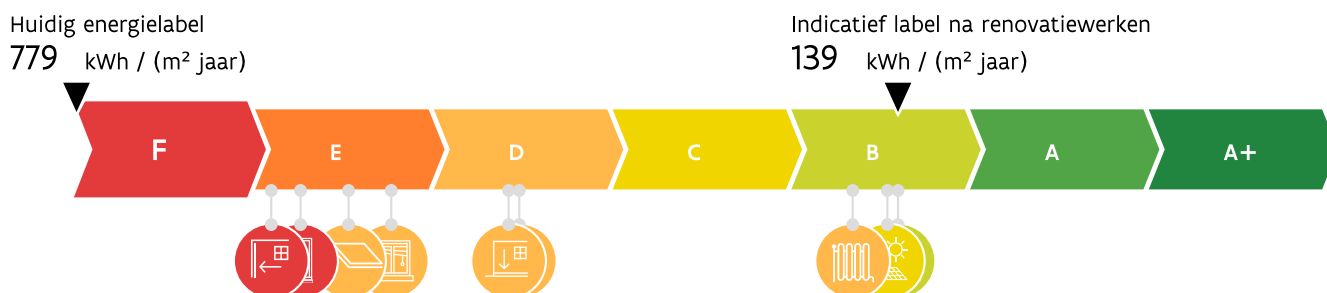 Huidig energielabel
779 kWh / (m² jaar)
Indicatief label na renovatiewerken
139 kWh / (m² jaar)
F E D C B A A+